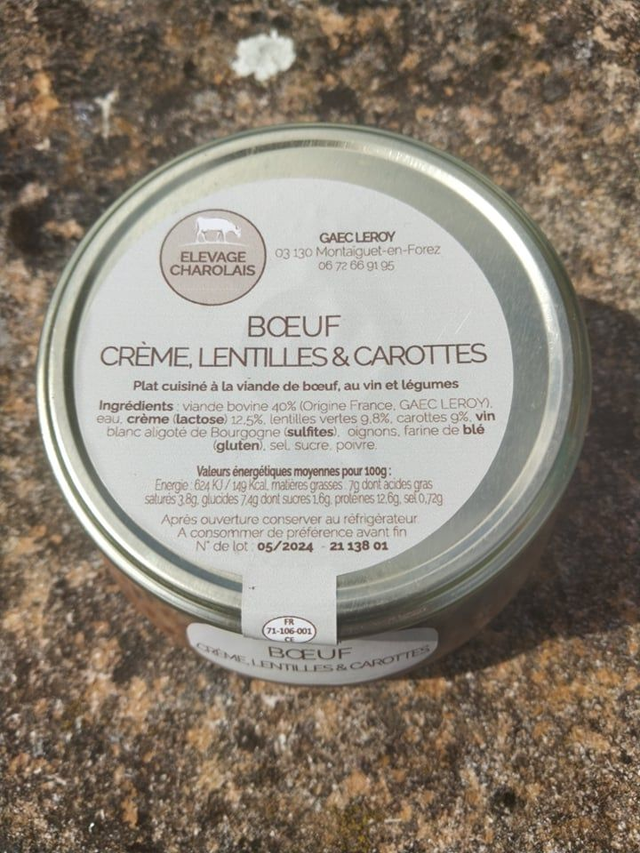 ELEVAGE
CHAROLAIS
GAEC LEROY
03 130 Montaiguet-en-Forez
06 72 66 91 95
BŒUF
CRÈME, LENTILLES & CAROTTES
Plat cuisiné à la viande de bœuf, au vin et légumes
Ingrédients : viande bovine 40% (Origine France, GAEC LEROY),
eau, crème (lactose) 12,5%, lentilles vertes 9,8%, carottes 9%, vin
blanc aligoté de Bourgogne (sulfites), oignons, farine de blé
(gluten), sel, sucre, poivre.
Valeurs énergétiques moyennes pour 100g :
Energie : 624 KJ / 149 Kcal, matières grasses : 7g dont acides gras
saturés 3,8g, glucides 7,4g dont sucres 1,6g, protéines 12,6g, sel 0,72g
Après ouverture conserver au réfrigérateur.
A consommer de préférence avant fin
N° de lot : 05/2024 - 21 138 01
FR
71-106-001
CE
BŒUF
CRÈME, LENTILLES & CAROTTES